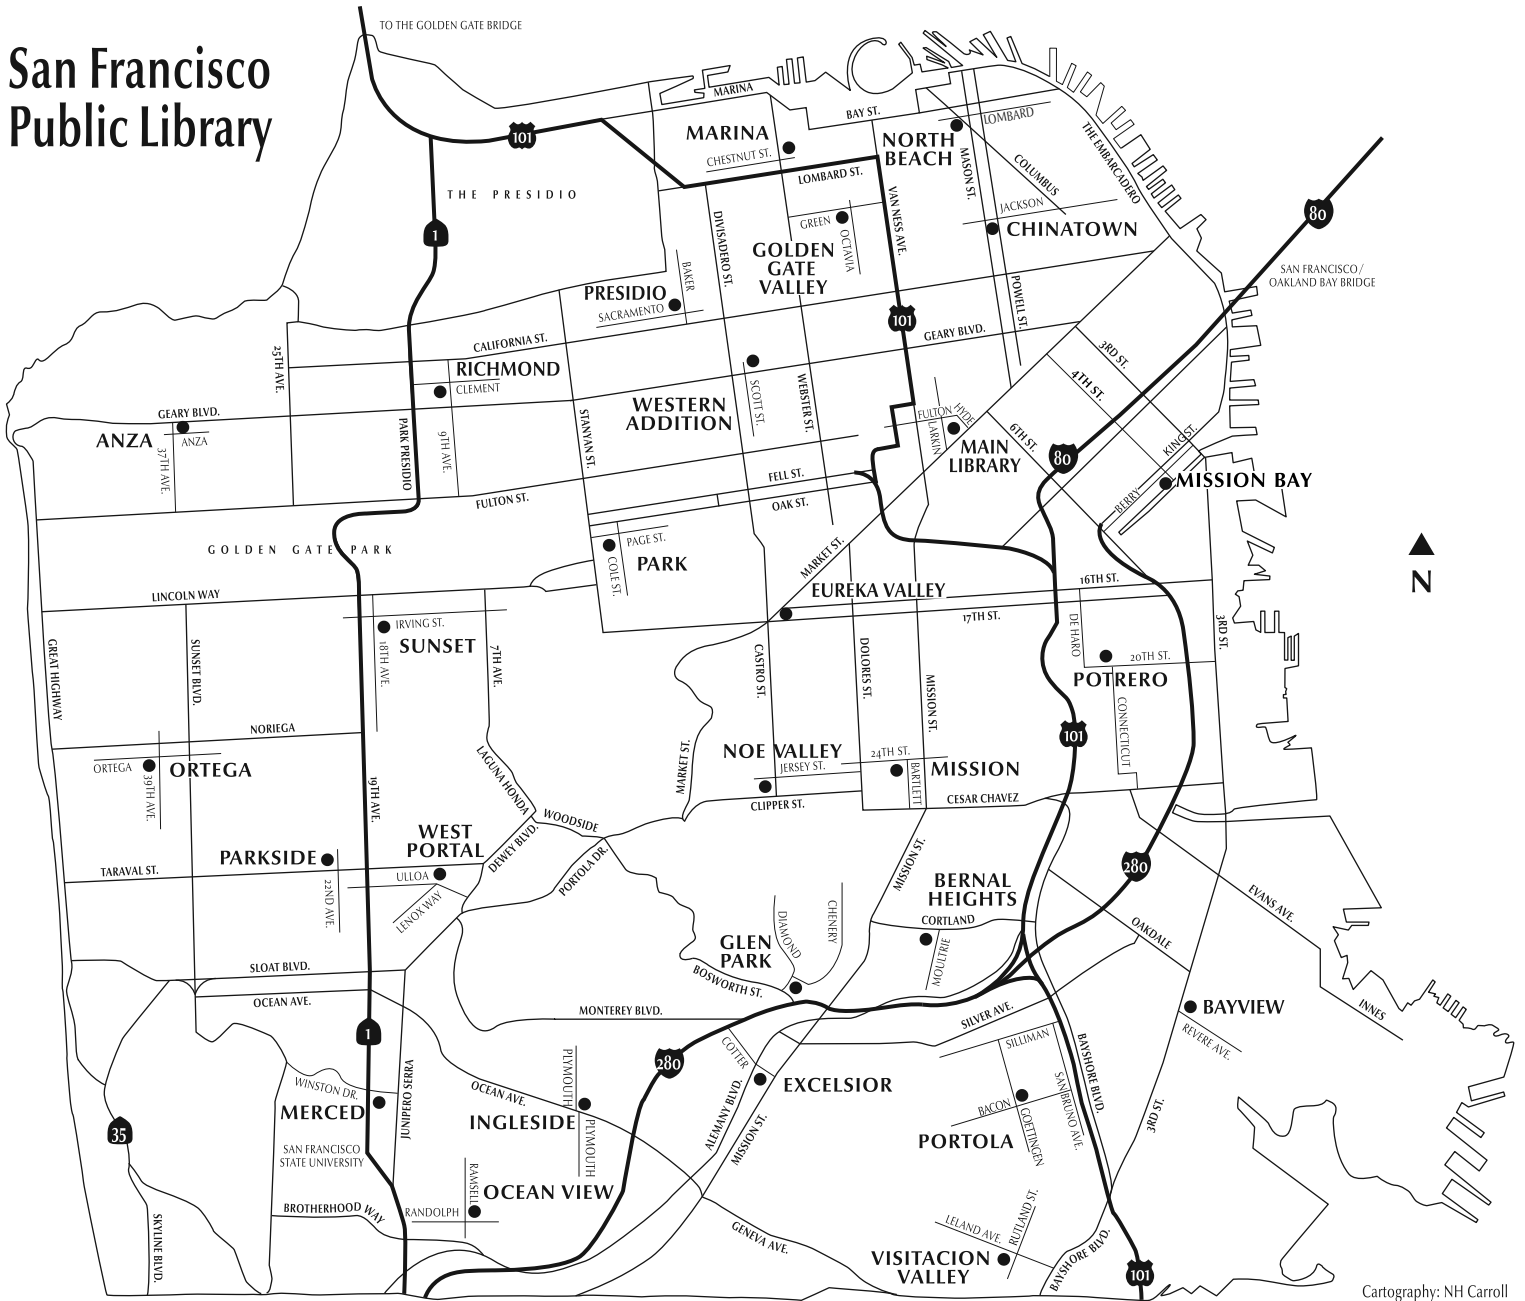 TO THE GOLDEN GATE BRIDGE
San Francisco
Public Library
MARINA
BAY ST.
101
MARINA
CHESTNUT ST.
NORTH
BEACH
LOMBARD
THE EMBARCADERO
MASON ST.
COLUMBUS
THE PRESIDIO
LOMBARD ST.
VAN NESS AVE.
JACKSON
CHINATOWN
80
1
DIVISADERO ST.
GREEN
OCTAVIA
GOLDEN
GATE
VALLEY
BAKER
PRESIDIO
SACRAMENTO
SAN FRANCISCO/
OAKLAND BAY BRIDGE
POWELL ST.
101
GEARY BLVD.
CALIFORNIA ST.
25TH AVE.
RICHMOND
CLEMENT
3RD ST.
4TH ST.
SCOTT ST.
WEBSTER ST.
WESTERN
ADDITION
GEARY BLVD.
ANZA
ANZA
37TH AVE.
PARK PRESIDIO
9TH AVE.
STANYAN ST.
FULTON
HYDE
LARKIN
MAIN
LIBRARY
6TH ST.
80
KING ST.
BERRY
MISSION BAY
FELL ST.
OAK ST.
FULTON ST.
GOLDEN GATE PARK
PAGE ST.
COLE ST.
PARK
MARKET ST.
N
LINCOLN WAY
EUREKA VALLEY
16TH ST.
17TH ST.
IRVING ST.
SUNSET
18TH AVE.
7TH AVE.
GREAT HIGHWAY
SUNSET BLVD.
CASTRO ST.
DOLORES ST.
MISSION ST.
DE HARO
20TH ST.
3RD ST.
POTRERO
CONNECTICUT
101
NORIEGA
ORTEGA
ORTEGA
39TH AVE.
19TH AVE.
LAGUNA HONDA
MARKET ST.
NOE VALLEY
JERSEY ST.
CLIPPER ST.
24TH ST.
BARTLETT
MISSION
CESAR CHAVEZ
WOODSIDE
DEWEY BLVD.
WEST
PORTAL
ULLOA
LENOX WAY
PARKSIDE
22ND AVE.
TARAVAL ST.
PORTOLA DR.
MISSION ST.
280
BERNAL
HEIGHTS
CORTLAND
MOULTRIE
EVANS AVE.
OAKDALE
DIAMOND
CHENERY
GLEN
PARK
BOSWORTH ST.
SLOAT BLVD.
OCEAN AVE.
MONTEREY BLVD.
SILVER AVE.
BAYVIEW
REVERE AVE.
INNES
1
280
COTTER
SILLIMAN
BAYSHORE BLVD.
SAN BRUNO AVE.
WINSTON DR.
MERCED
JUNIPERO SERRA
OCEAN AVE.
PLYMOUTH
INGLESIDE
PLYMOUTH
EXCELSIOR
ALEMANY BLVD.
MISSION ST.
BACON
GOETTINGEN
PORTOLA
3RD ST.
35
SAN FRANCISCO
STATE UNIVERSITY
RAMSELL
OCEAN VIEW
RANDOLPH
BROTHERHOOD WAY
SKYLINE BLVD.
GENEVA AVE.
LELAND AVE.
RUTLAND ST.
VISITACION
VALLEY
BAYSHORE BLVD.
101
Cartography: NH Carroll